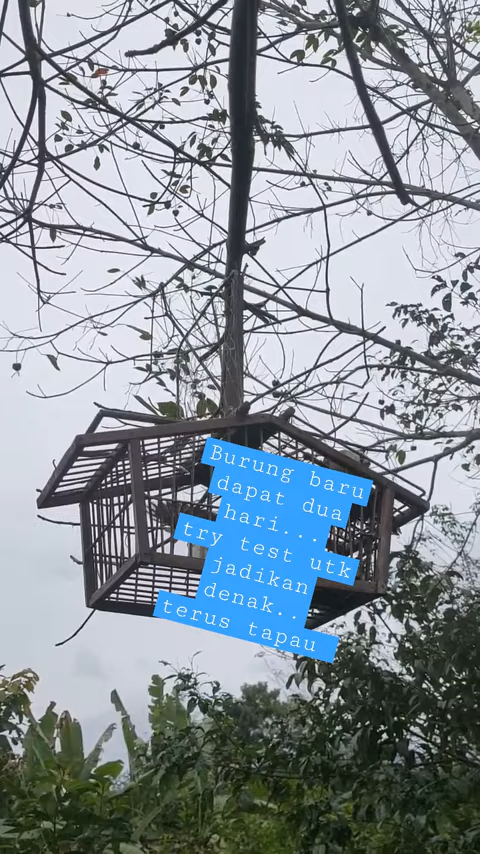 Burung baru
dapat dua
hari...
try test utk
jadikan
denak..
terus tapau